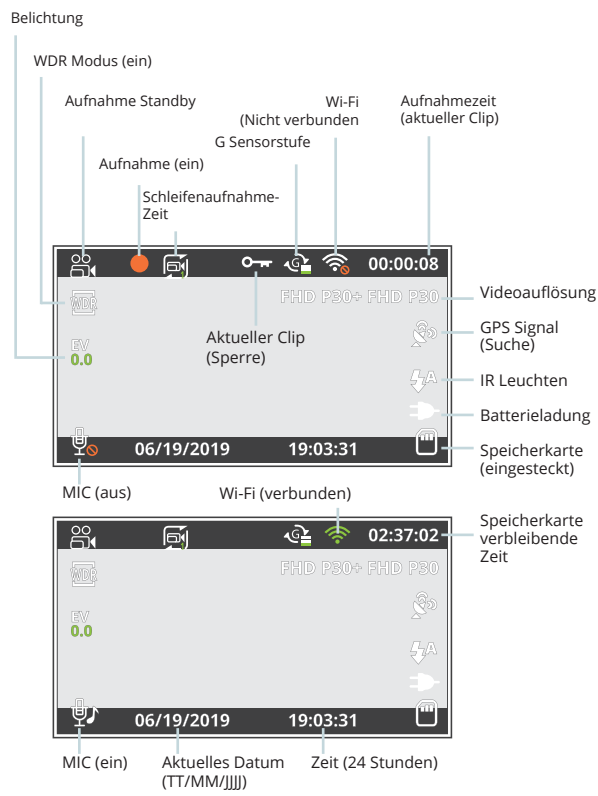 Belichtung
WDR Modus (ein)
Aufnahme Standby
Wi-Fi
(Nicht verbunden
Aufnahmezeit
(aktueller Clip)
G Sensorstufe
Aufnahme (ein)
Schleifenaufnahme-
Zeit
G
00:00:08
WDR
FHD P30+ FHD P30
Videoauflösung
Aktueller Clip
(Sperre)
GPS Signal
(Suche)
EV
0.0
A
IR Leuchten
Batterieladung
06/19/2019
19:03:31
Speicherkarte
(eingesteckt)
MIC (aus)
Wi-Fi (verbunden)
G
02:37:02
Speicherkarte
verbleibende
Zeit
WDR
FHD P30+ FHD P30
EV
0.0
A
06/19/2019
19:03:31
MIC (ein)
Aktuelles Datum
(TT/MM/JJJJ)
Zeit (24 Stunden)